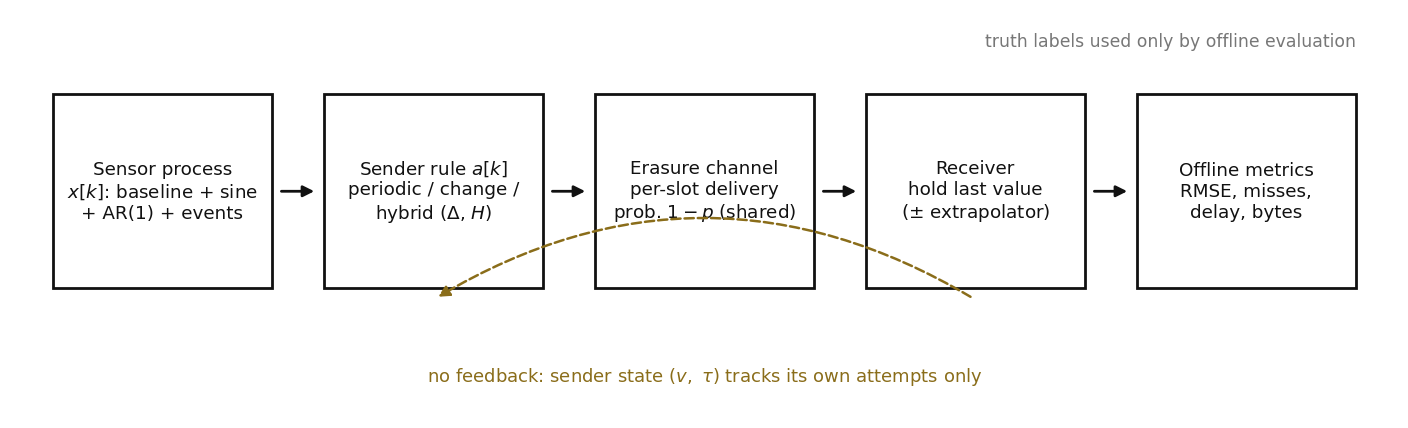 truth labels used only by offline evaluation
Sensor process
x[k]: baseline + sine
+ AR(1) + events
Sender rule a[k]
periodic / change /
hybrid (Δ, H)
Erasure channel
per-slot delivery
prob. 1 − p (shared)
Receiver
hold last value
(± extrapolator)
Offline metrics
RMSE, misses,
delay, bytes
no feedback: sender state (v, τ) tracks its own attempts only